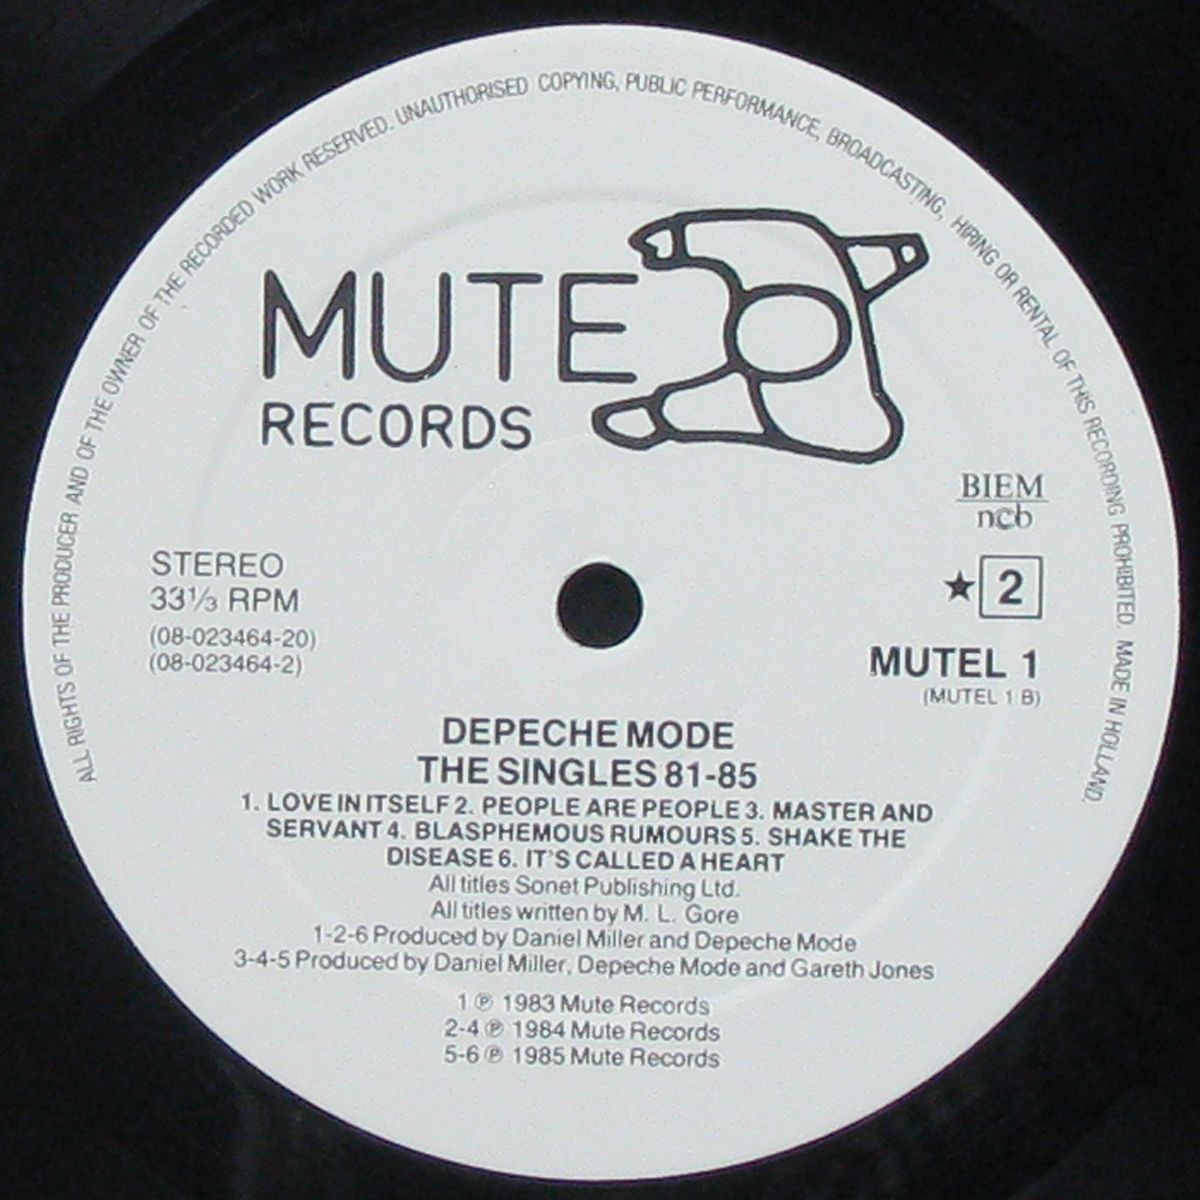 ALL RIGHTS OF THE PRODUCER AND OF THE OWNER OF THE RECORDED WORK RESERVED. UNAUTHORISED COPYING, PUBLIC PERFORMANCE, BROADCASTING, HIRING OR RENTAL OF THIS RECORDING PROHIBITED. MADE IN HOLLAND.
MUTE
RECORDS
BIEM
ncb
STEREO
33⅓ RPM
(08-023464-20)
(08-023464-2)
★ 2
MUTEL 1
(MUTEL 1 B)
DEPECHE MODE
THE SINGLES 81-85
1. LOVE IN ITSELF 2. PEOPLE ARE PEOPLE 3. MASTER AND
SERVANT 4. BLASPHEMOUS RUMOURS 5. SHAKE THE
DISEASE 6. IT'S CALLED A HEART
All titles Sonet Publishing Ltd.
All titles written by M. L. Gore
1-2-6 Produced by Daniel Miller and Depeche Mode
3-4-5 Produced by Daniel Miller, Depeche Mode and Gareth Jones
1 ℗ 1983 Mute Records
2-4 ℗ 1984 Mute Records
5-6 ℗ 1985 Mute Records